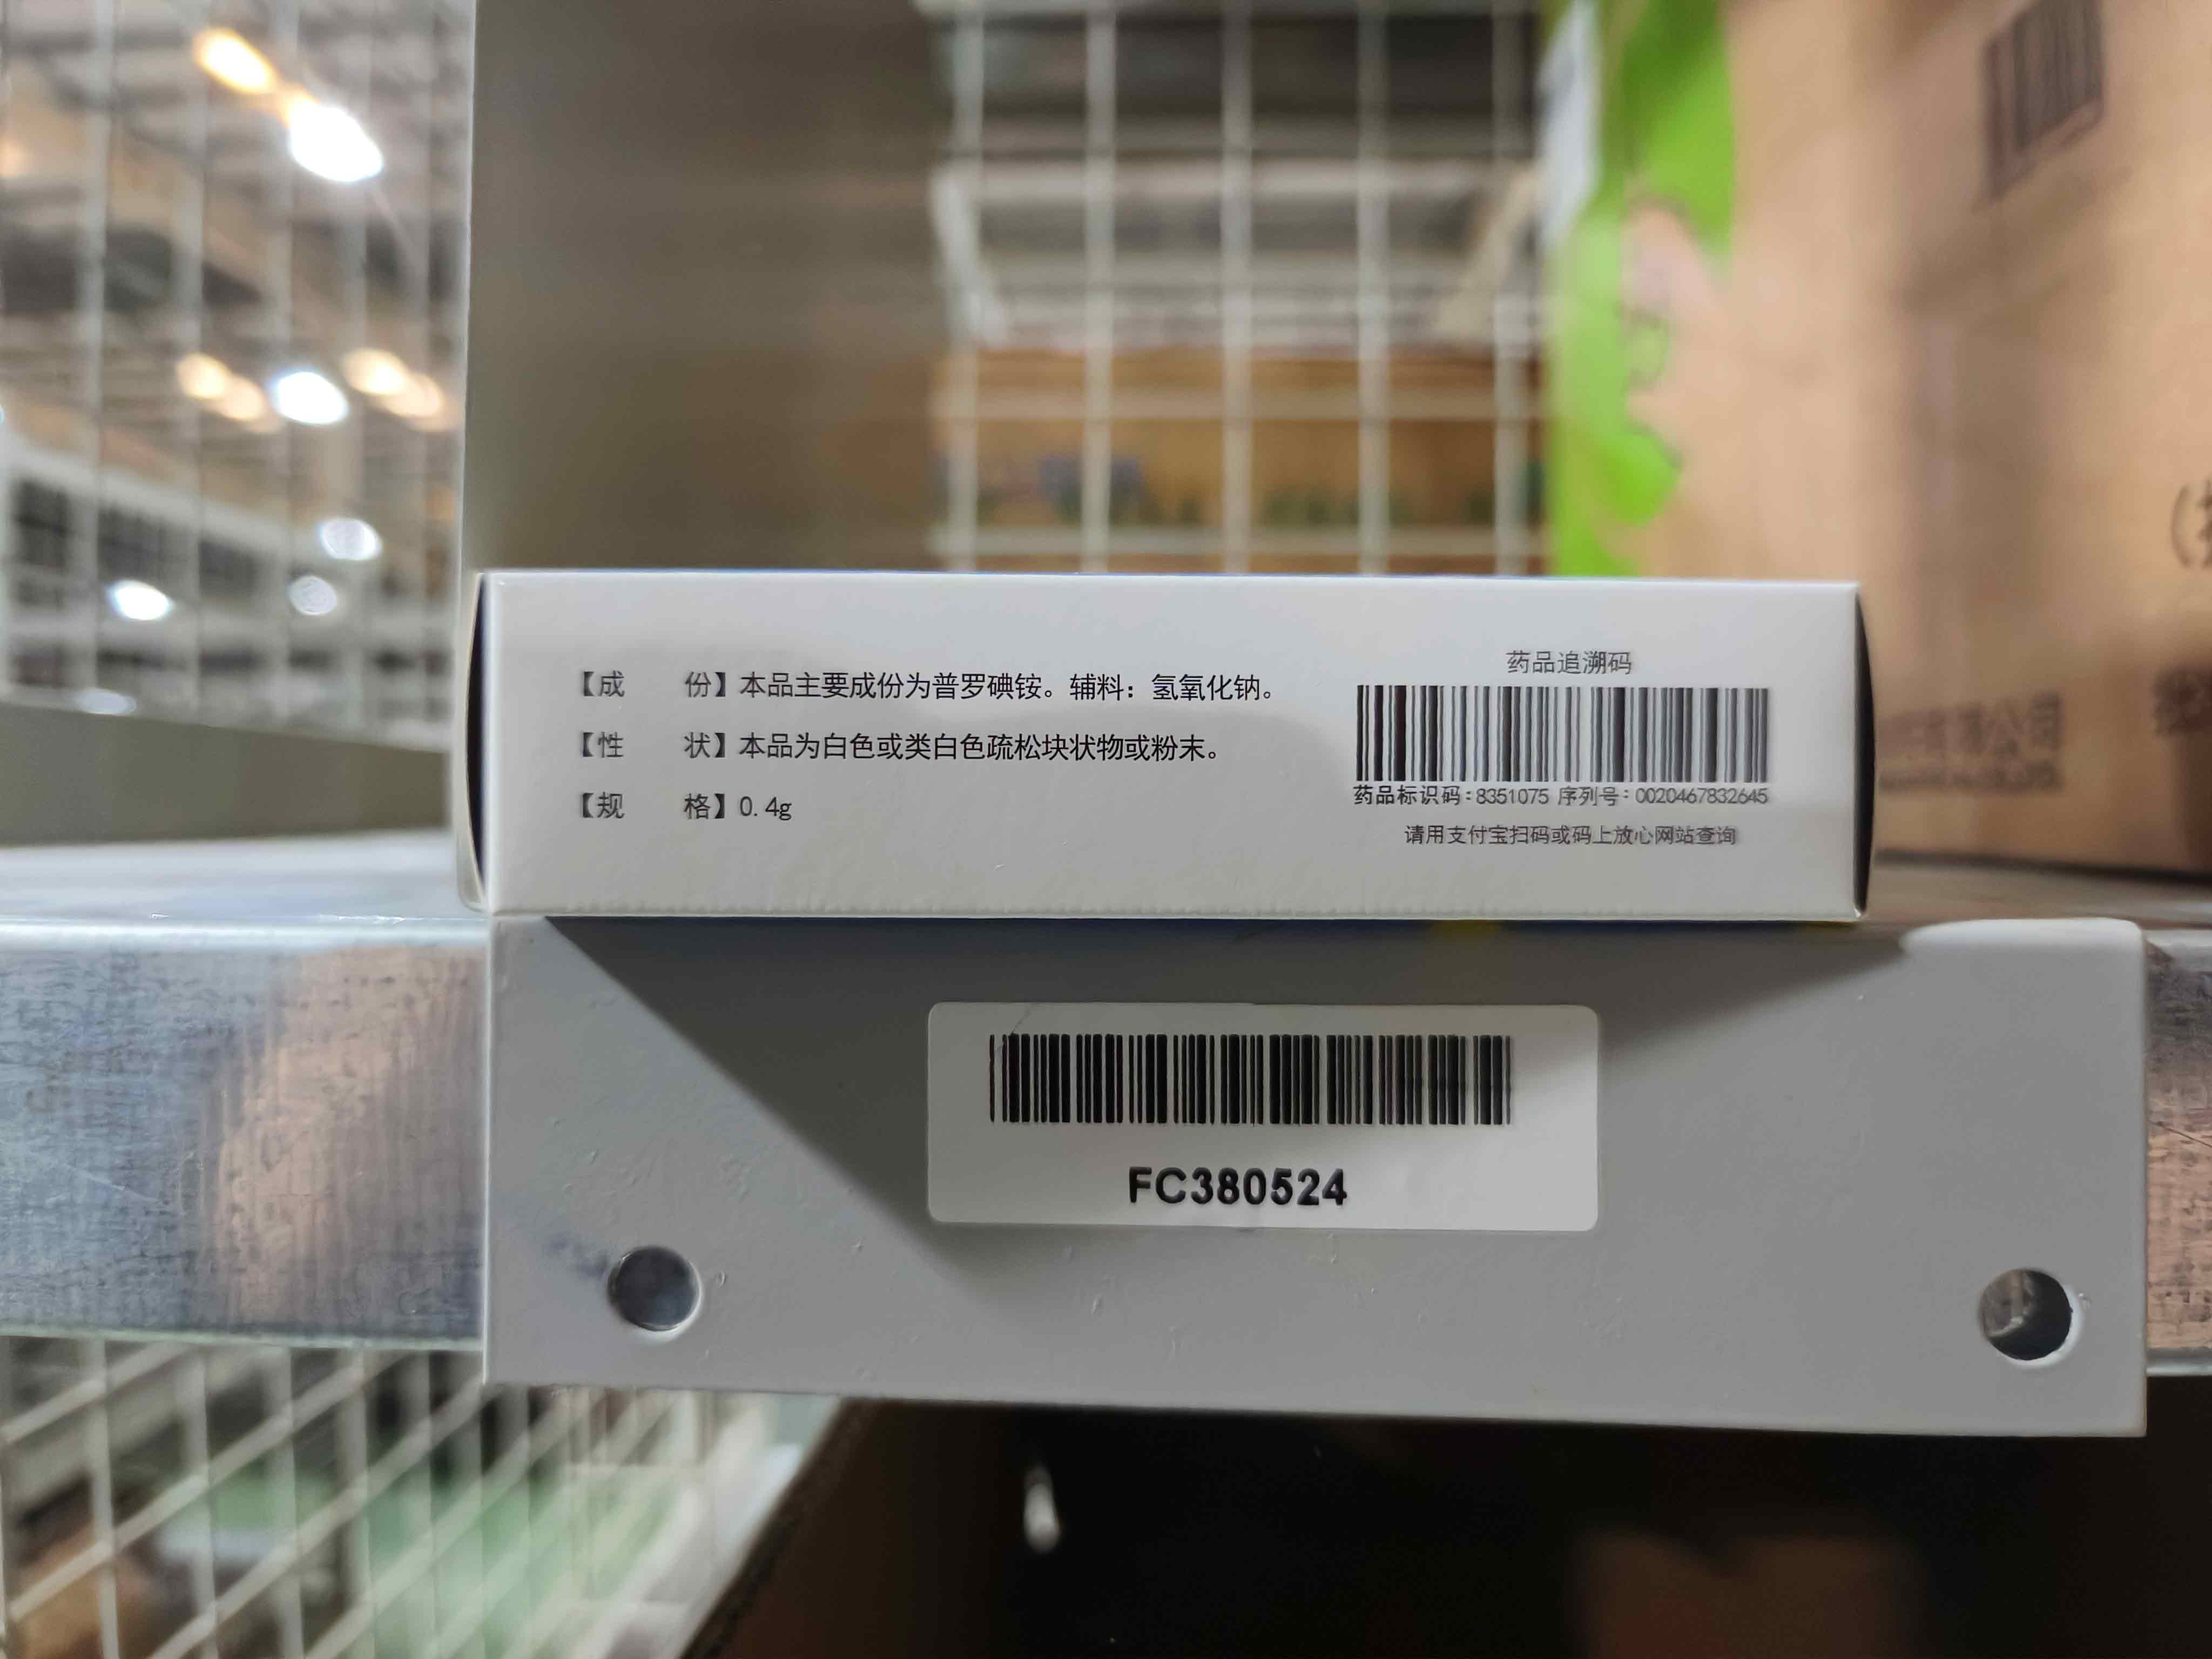 【成 份】本品主要成份为普罗碘铵。辅料：氢氧化钠。
【性 状】本品为白色或类白色疏松块状物或粉末。
【规 格】0.4g
药品追溯码
药品标识码:8351075 序列号:0020467832645
请用支付宝扫码或码上放心网站查询
FC380524